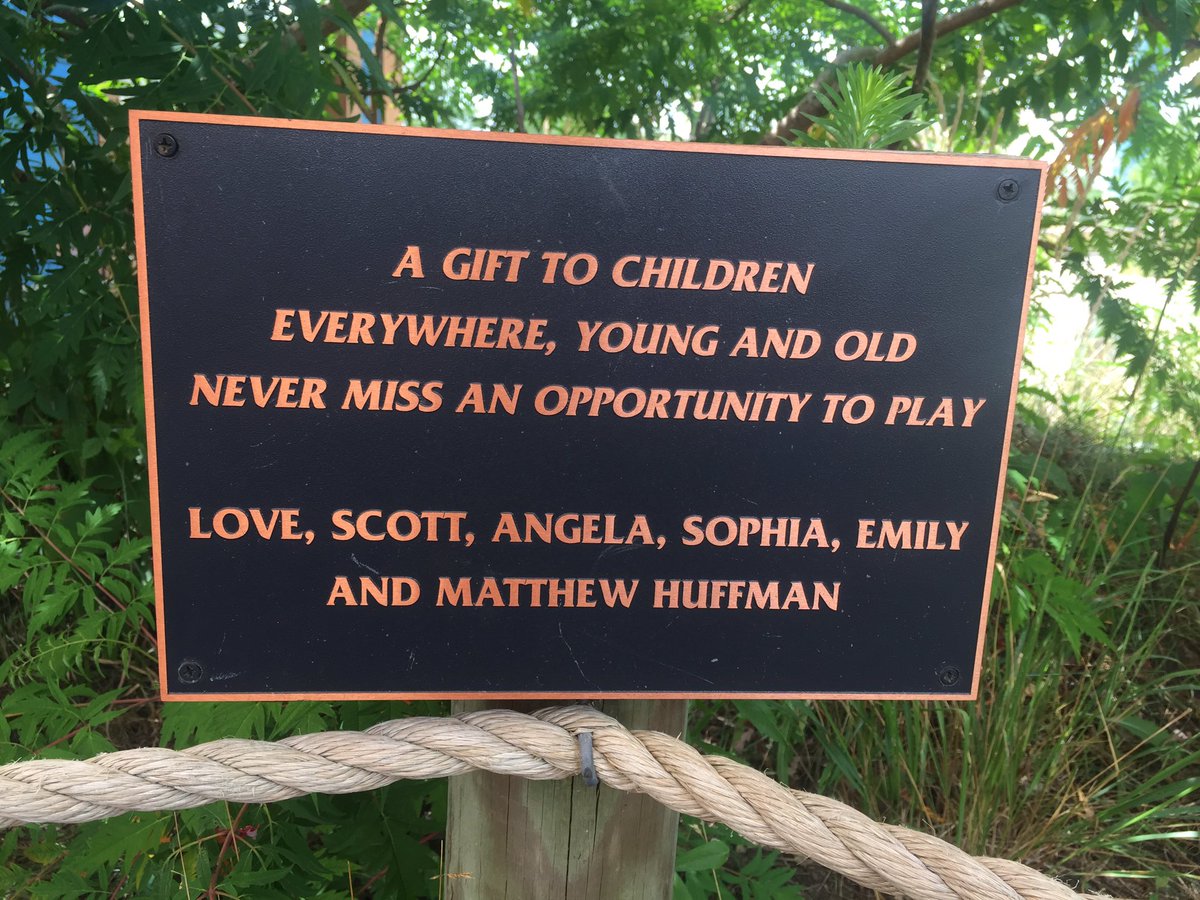 A GIFT TO CHILDREN
EVERYWHERE, YOUNG AND OLD
NEVER MISS AN OPPORTUNITY TO PLAY
LOVE, SCOTT, ANGELA, SOPHIA, EMILY
AND MATTHEW HUFFMAN